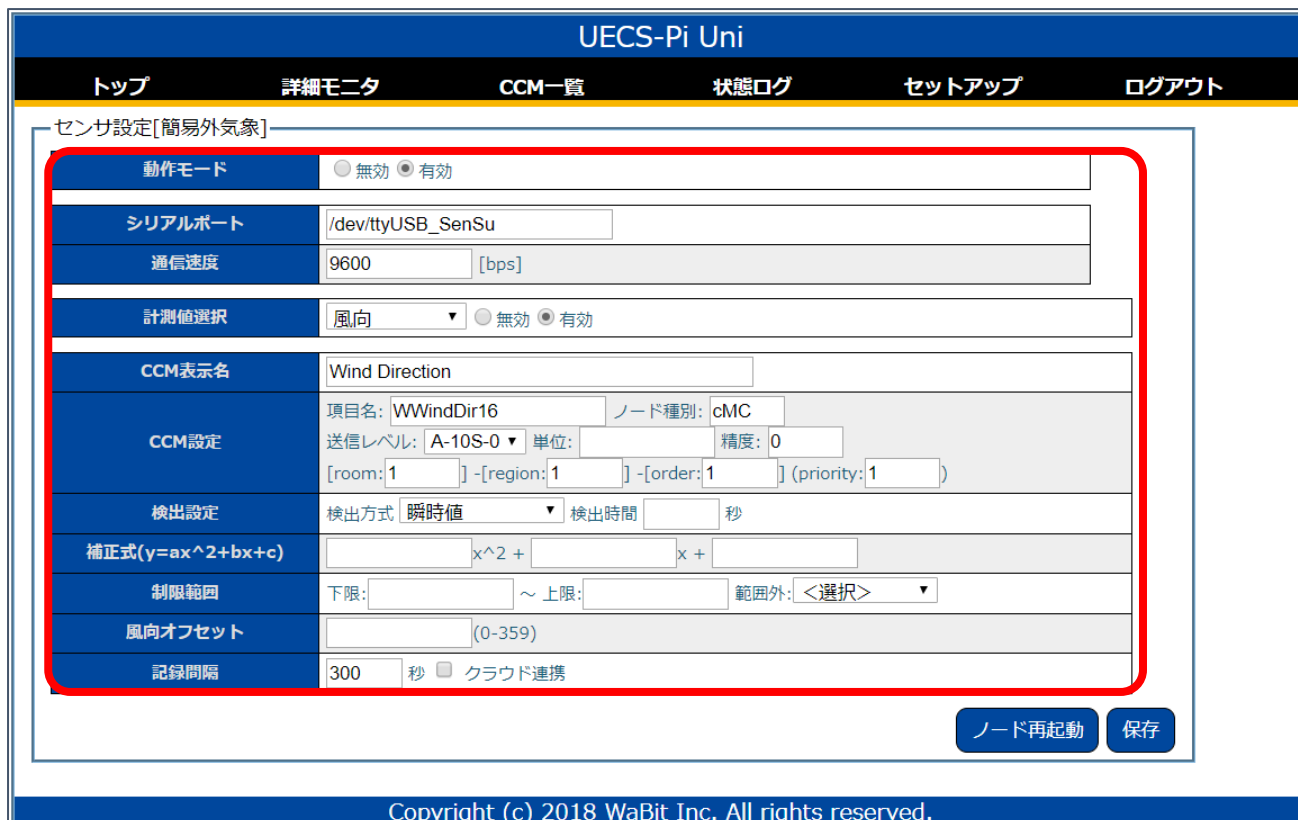 UECS-Pi Uni
トップ 詳細モニタ CCM一覧 状態ログ セットアップ ログアウト
センサ設定[簡易外気象]
動作モード 無効 有効
シリアルポート /dev/ttyUSB_SenSu
通信速度 9600 [bps]
計測値選択 風向 無効 有効
CCM表示名 Wind Direction
項目名: WWindDir16 ノード種別: cMC
CCM設定 送信レベル: A-10S-0 単位: 精度: 0
[room: 1 ] -[region: 1 ] -[order: 1 ] (priority: 1 )
検出設定 検出方式 瞬時値 検出時間 秒
補正式(y=ax^2+bx+c) x^2 + x +
制限範囲 下限: ～ 上限: 範囲外: <選択>
風向オフセット (0-359)
記録間隔 300 秒 クラウド連携
ノード再起動 保存
Copyright (c) 2018 WaBit Inc. All rights reserved.